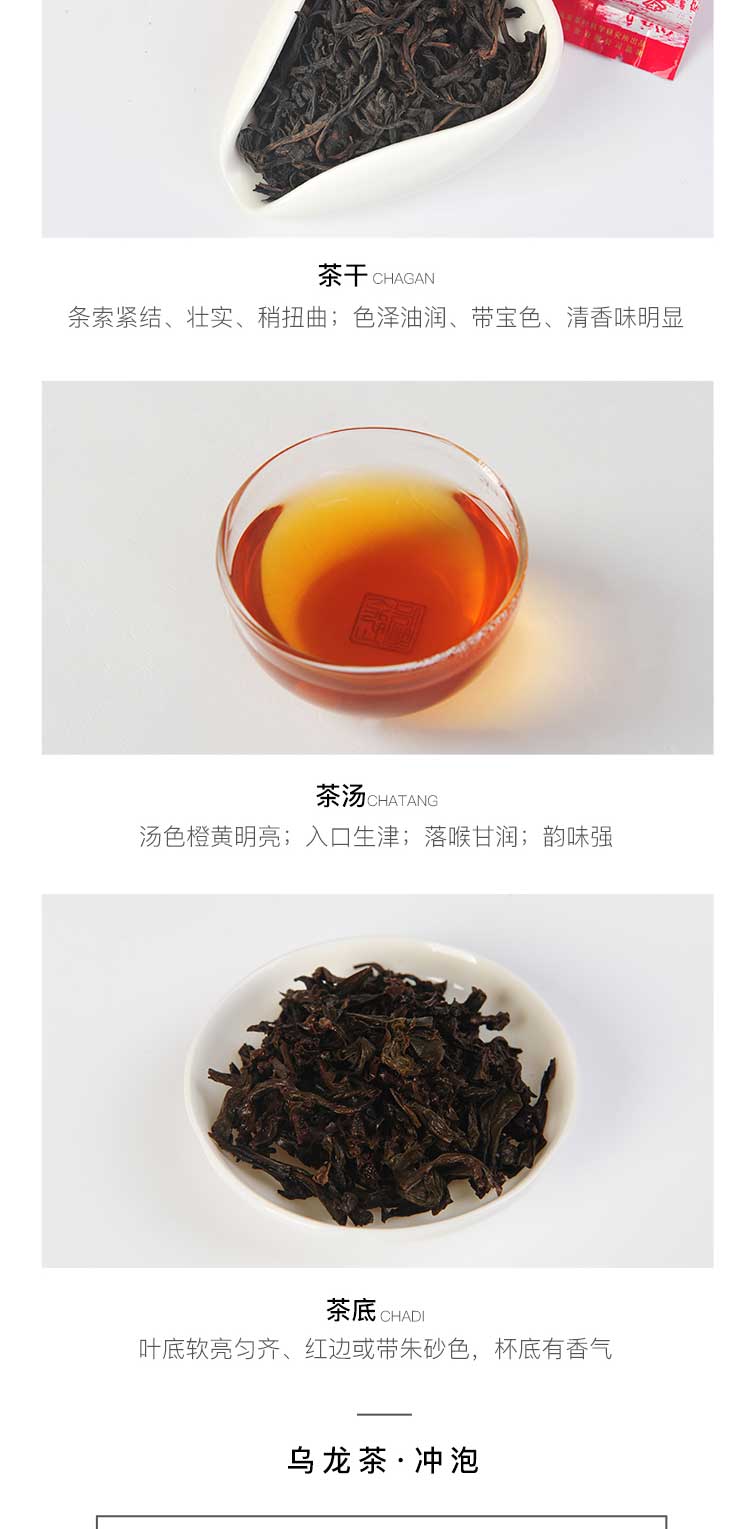 茶干 CHAGAN
条索紧结、壮实、稍扭曲；色泽油润、带宝色、清香味明显
茶汤CHATANG
汤色橙黄明亮；入口生津；落喉甘润；韵味强
茶底 CHADI
叶底软亮匀齐、红边或带朱砂色，杯底有香气
乌龙茶·冲泡